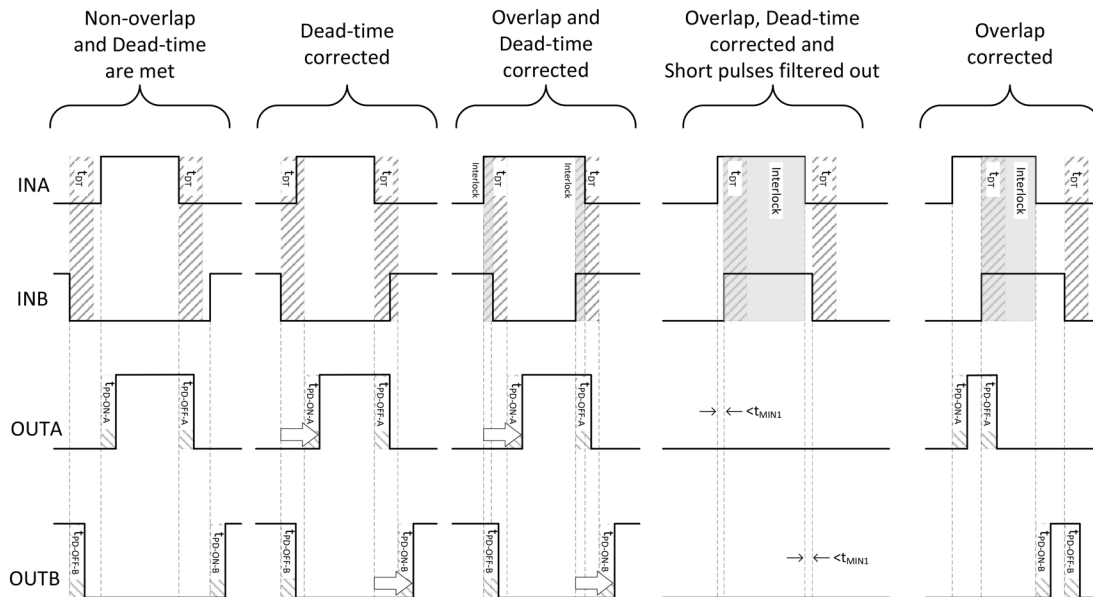 Non-overlap
and Dead-time
are met
Dead-time
corrected
Overlap and
Dead-time
corrected
Overlap, Dead-time
corrected and
Short pulses filtered out
Overlap
corrected
INA
tDT
tDT
tDT
tDT
Interlock
tDT
Interlock
tDT
tDT
Interlock
tDT
tDT
Interlock
tDT
INB
OUTA
tPD-ON-A
tPD-OFF-A
tPD-ON-A
tPD-OFF-A
tPD-ON-A
tPD-OFF-A
<tMIN1
tPD-ON-A
tPD-OFF-A
OUTB
tPD-OFF-B
tPD-ON-B
tPD-OFF-B
tPD-ON-B
tPD-OFF-B
tPD-ON-B
<tMIN1
tPD-ON-B
tPD-OFF-B